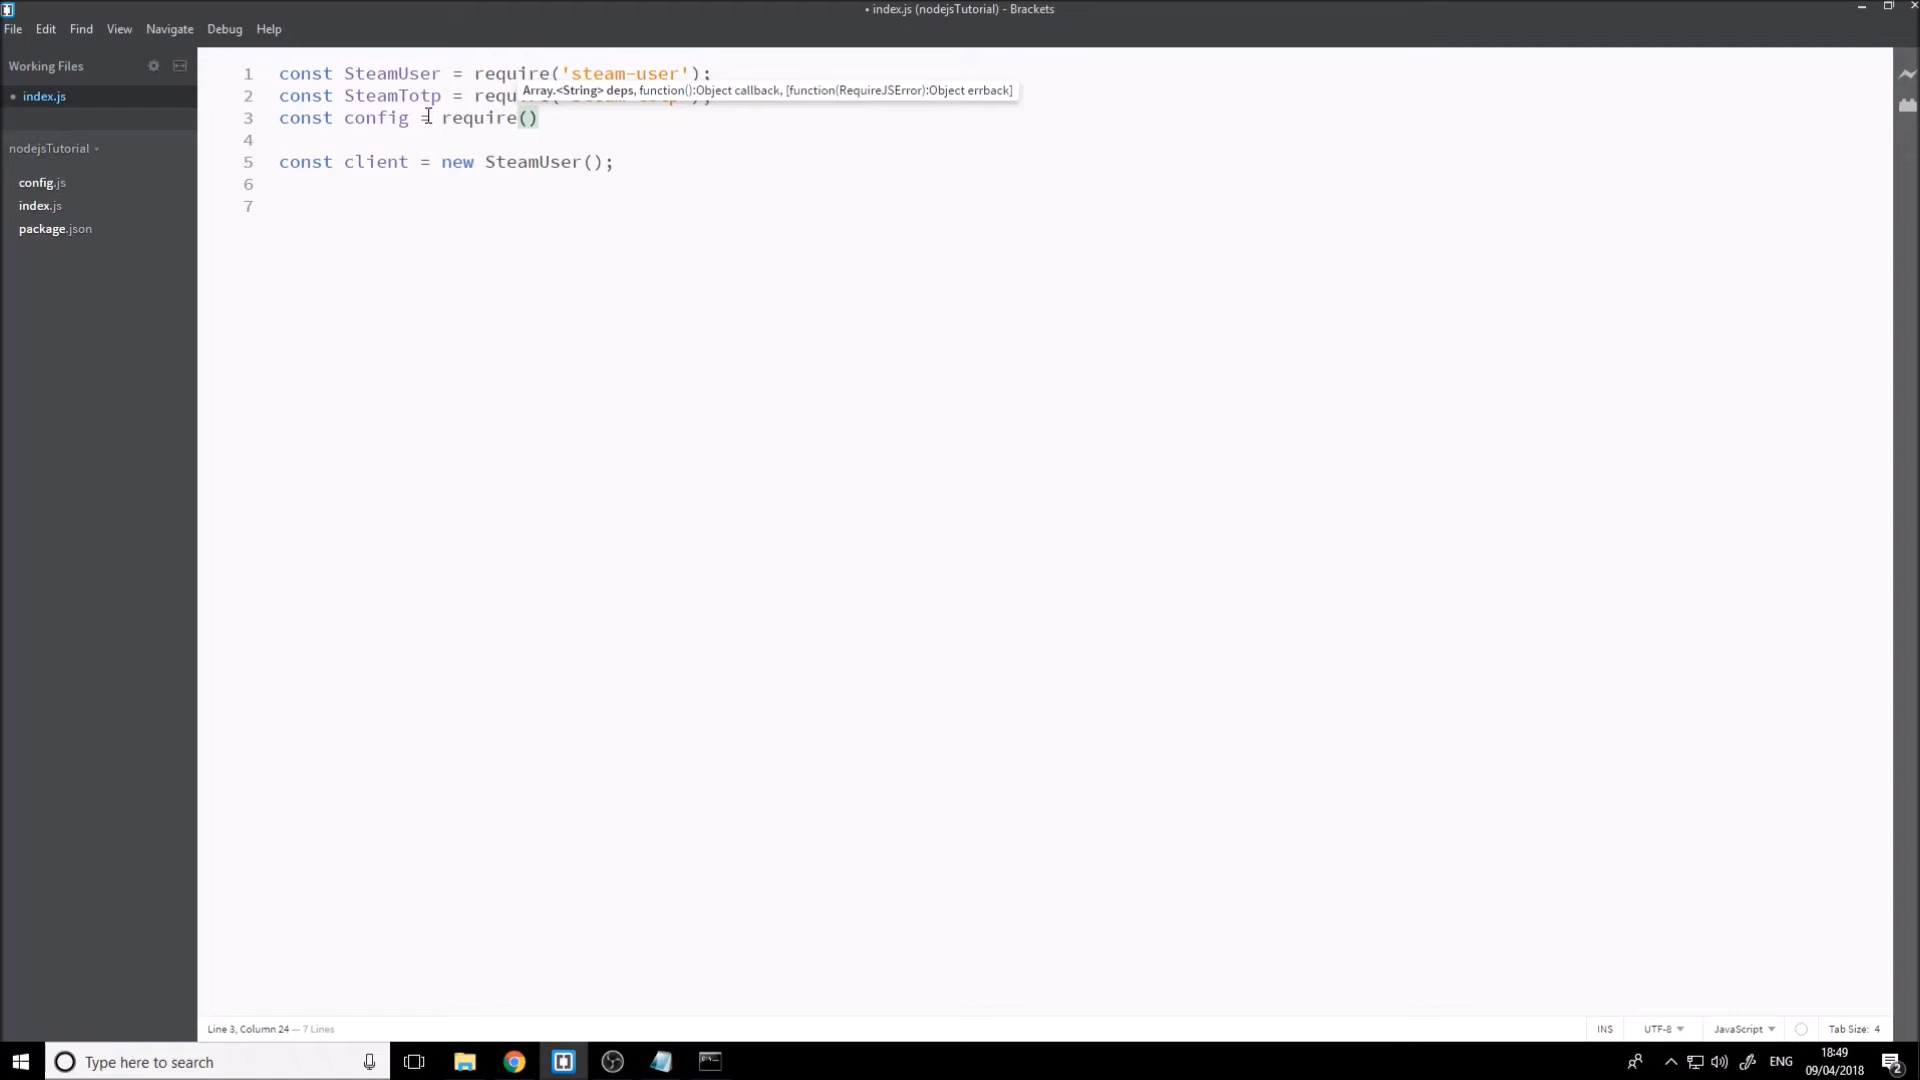 • index.js (nodejsTutorial) - Brackets
File Edit Find View Navigate Debug Help
Working Files
• index.js
nodejsTutorial
config.js
index.js
package.json
1 const SteamUser = require('steam-user');
Array.<String> deps, function():Object callback, [function(RequireJSError):Object errback]
2 const SteamTotp = requ
3 const config = require()
4
5 const client = new SteamUser();
6
7
Line 3, Column 24 — 7 Lines
INS UTF-8 JavaScript Tab Size: 4
Type here to search
ENG
18:49
09/04/2018
2